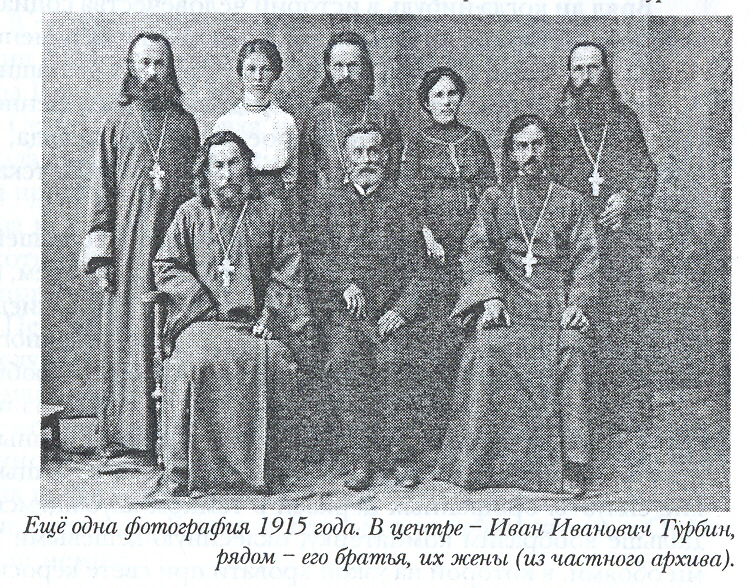 Ещё одна фотография 1915 года. В центре – Иван Иванович Турбин,
рядом – его братья, их жены (из частного архива).